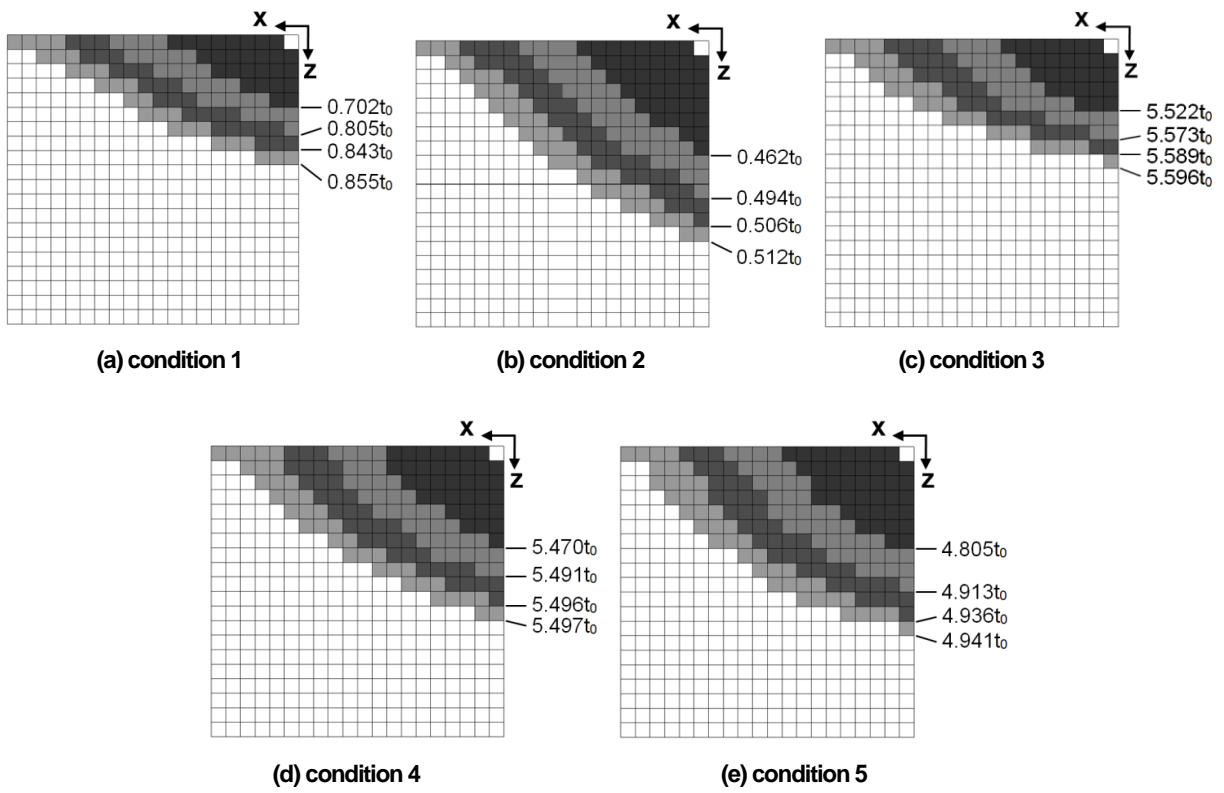 X
Z
0.702t₀
0.805t₀
0.843t₀
0.855t₀
(a) condition 1
X
Z
0.462t₀
0.494t₀
0.506t₀
0.512t₀
(b) condition 2
X
Z
5.522t₀
5.573t₀
5.589t₀
5.596t₀
(c) condition 3
X
Z
5.470t₀
5.491t₀
5.496t₀
5.497t₀
(d) condition 4
X
Z
4.805t₀
4.913t₀
4.936t₀
4.941t₀
(e) condition 5